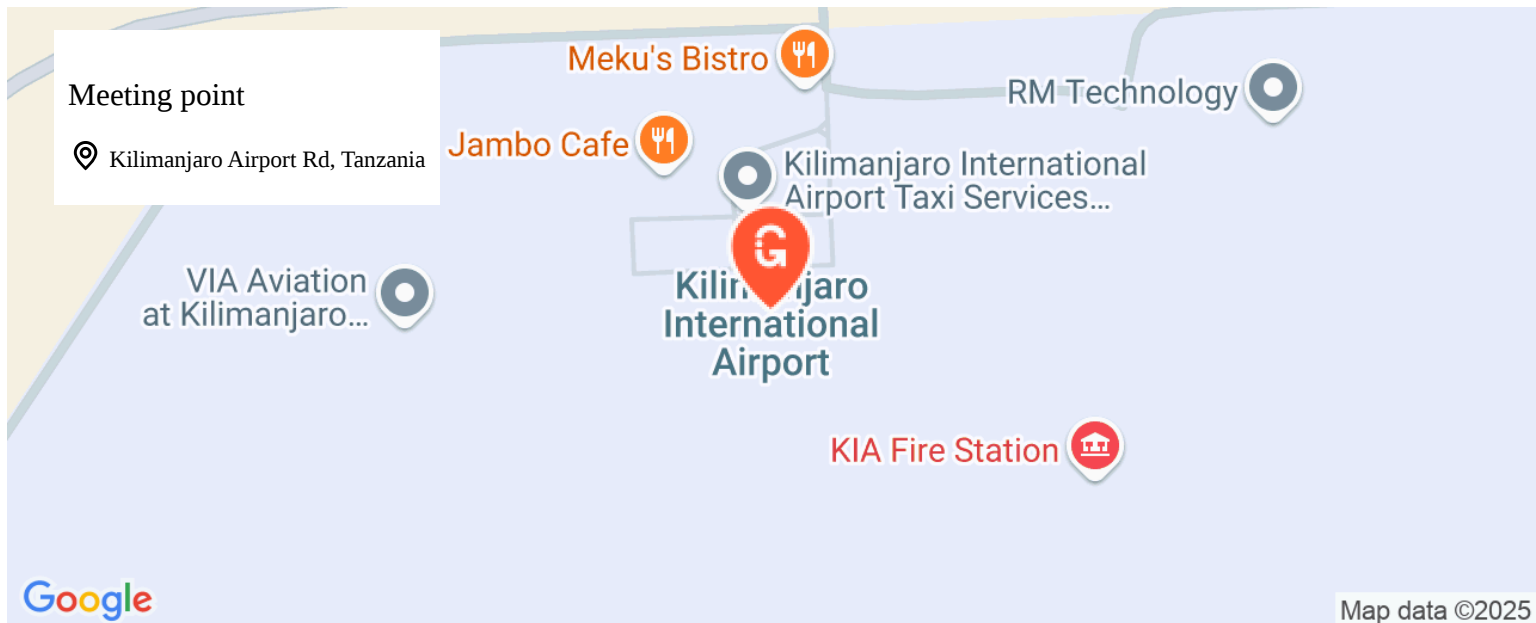 Meeting point
Kilimanjaro Airport Rd, Tanzania
Meku's Bistro
RM Technology
Jambo Cafe
Kilimanjaro International
Airport Taxi Services...
G
VIA Aviation
at Kilimanjaro...
Kilimanjaro
International
Airport
KIA Fire Station
Google
Map data ©2025